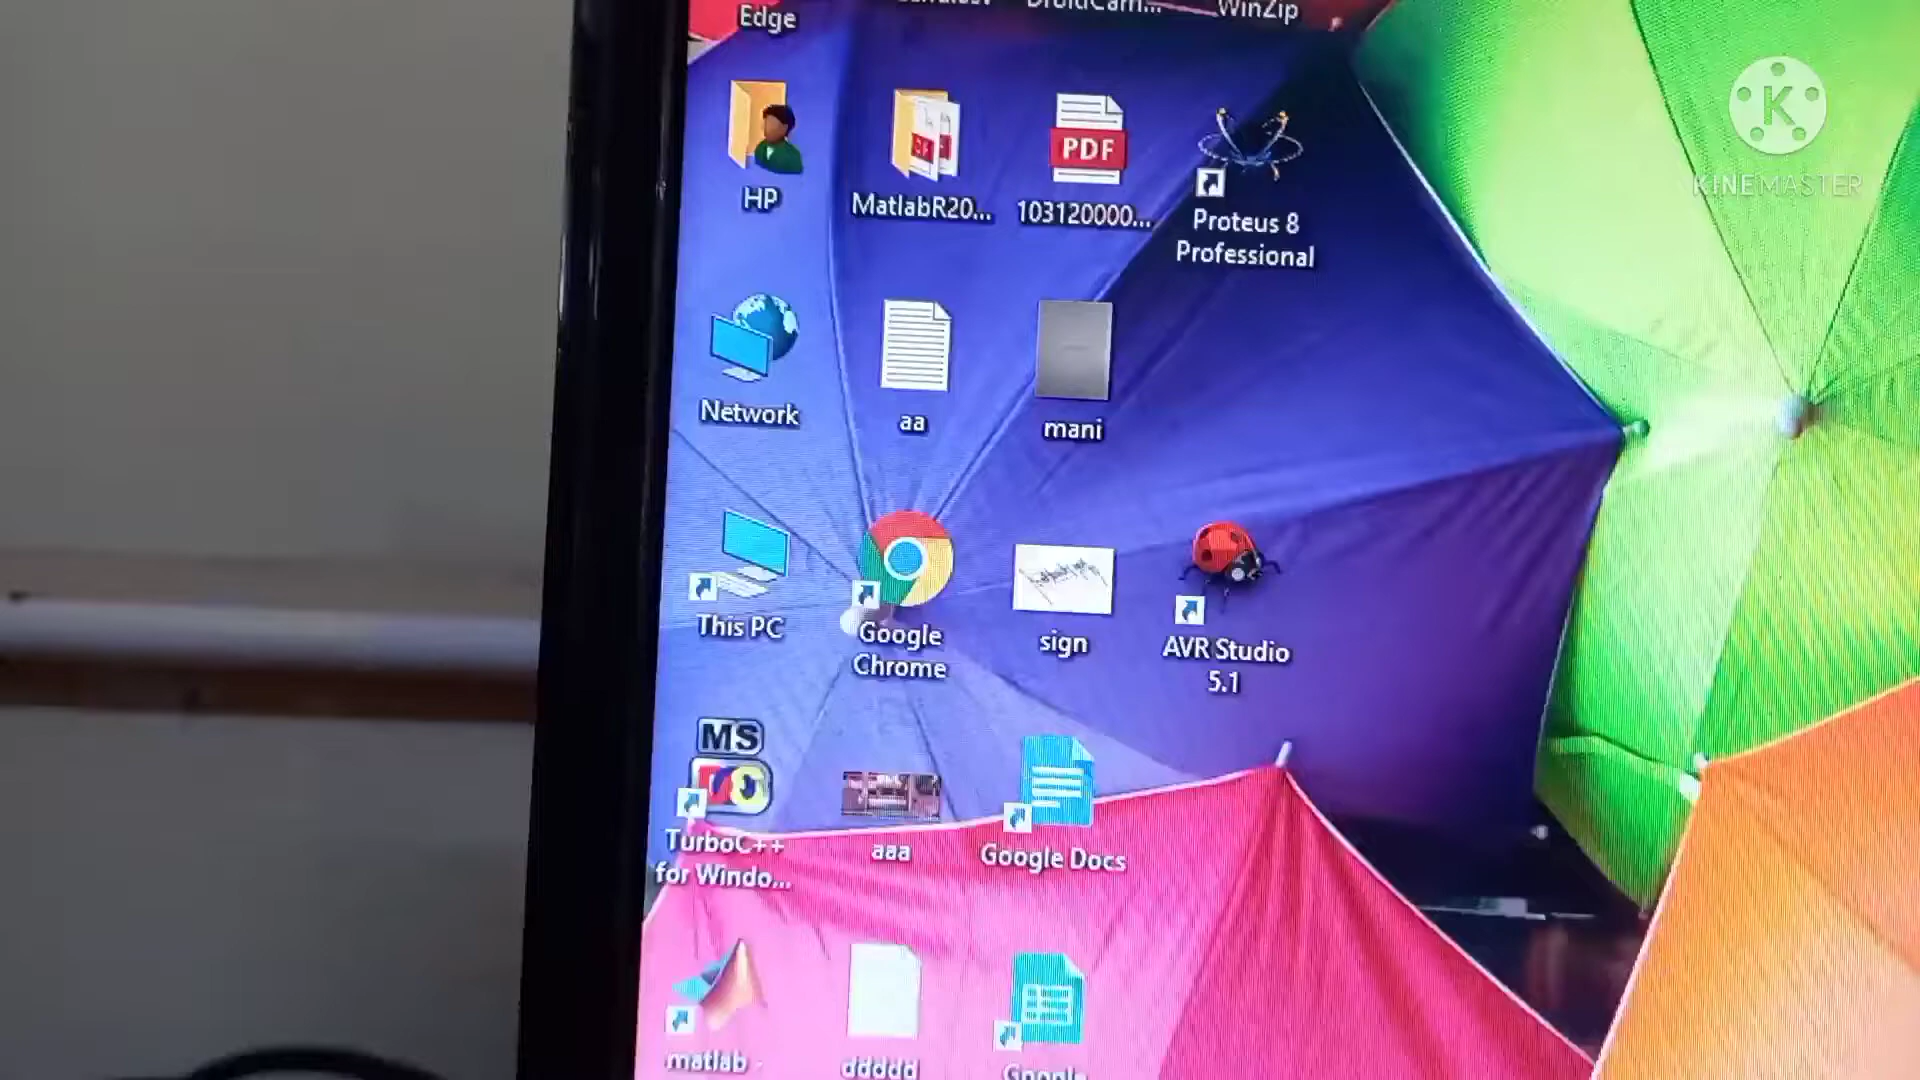 Edge
WinZip
K
KINEMASTER
HP
MatlabR20...
PDF
103120000...
Proteus 8
Professional
Network
aa
mani
This PC
Google
Chrome
sign
AVR Studio
5.1
MS
TurboC++
for Windo...
aaa
Google Docs
matlab -
ddddd
Google